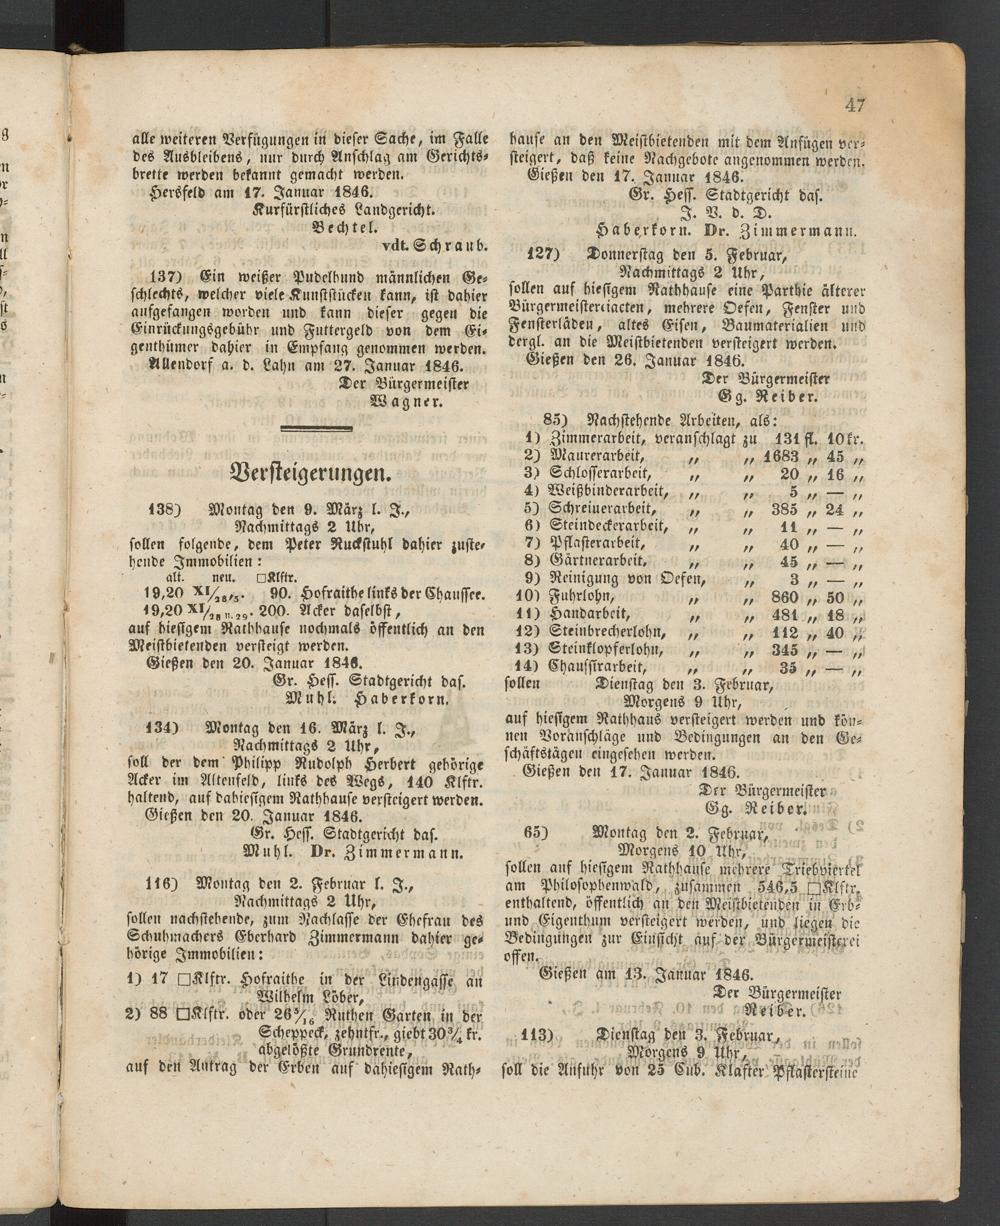 47
alle weiteren Verfügungen in dieser Sache, im Falle
des Ausbleibens, nur durch Anschlag am Gerichts-
brette werden bekannt gemacht werden.
Hersfeld am 17. Januar 1846.
Kurfürstliches Landgericht.
Bechtel.
vdt. Schraub.
137) Ein weißer Pudelhund männlichen Ge-
schlechts, welcher viele Kunststücken kann, ist dahier
aufgefangen worden und kann dieser gegen die
Einrückungsgebühr und Futtergeld von dem Ei-
genthümer dahier in Empfang genommen werden.
Allendorf a. d. Lahn am 27. Januar 1846.
Der Bürgermeister
Wagner.
Versteigerungen.
138) Montag den 9. März l. J.,
Nachmittags 2 Uhr,
sollen folgende, dem Peter Ruckstuhl dahier zuste-
hende Immobilien:
alt. neu. □Klftr.
19,20 XI/28/5. 90. Hofraithe links der Chaussee.
19,20 XI/28 u. 29. 200. Acker daselbst,
auf hiesigem Rathhause nochmals öffentlich an den
Meistbietenden versteigt werden.
Gießen den 20. Januar 1846.
Gr. Hess. Stadtgericht das.
Muhl. Haberkorn.
134) Montag den 16. März l. J.,
Nachmittags 2 Uhr,
soll der dem Philipp Rudolph Herbert gehörige
Acker im Altenfeld, links des Wegs, 140 Klftr.
haltend, auf dahiesigem Rathhause versteigert werden.
Gießen den 20. Januar 1846.
Gr. Hess. Stadtgericht das.
Muhl. Dr. Zimmermann.
116) Montag den 2. Februar l. J.,
Nachmittags 2 Uhr,
sollen nachstehende, zum Nachlasse der Ehefrau des
Schuhmachers Eberhard Zimmermann dahier ge-
hörige Immobilien:
1) 17 □Klftr. Hofraithe in der Lindengasse an
Wilhelm Löber,
2) 88 □Klftr. oder 26 5/16 Ruthen Garten in der
Scheppeck, zehntfr., giebt 30 3/4 kr.
abgelößte Grundrente,
auf den Antrag der Erben auf dahiesigem Rath-
hause an den Meistbietenden mit dem Anfügen ver-
steigert, daß keine Nachgebote angenommen werden.
Gießen den 17. Januar 1846.
Gr. Hess. Stadtgericht das.
J. V. d. D.
Haberkorn. Dr. Zimmermann.
127) Donnerstag den 5. Februar,
Nachmittags 2 Uhr,
sollen auf hiesigem Rathhause eine Parthie älterer
Bürgermeistereiacten, mehrere Oefen, Fenster und
Fensterläden, altes Eisen, Baumaterialien und
dergl. an die Meistbietenden versteigert werden.
Gießen den 26. Januar 1846.
Der Bürgermeister
Gg. Reiber.
85) Nachstehende Arbeiten, als:
1) Zimmerarbeit, veranschlagt zu 131 fl. 10 kr.
2) Maurerarbeit, „ „ 1683 „ 45 „
3) Schlosserarbeit, „ „ 20 „ 16 „
4) Weißbinderarbeit, „ „ 5 „ — „
5) Schreinerarbeit, „ „ 385 „ 24 „
6) Steindeckerarbeit, „ „ 11 „ — „
7) Pflasterarbeit, „ „ 40 „ — „
8) Gärtnerarbeit, „ „ 45 „ — „
9) Reinigung von Oefen, „ 3 „ — „
10) Fuhrlohn, „ „ 860 „ 50 „
11) Handarbeit, „ „ 481 „ 18 „
12) Steinbrecherlohn, „ „ 112 „ 40 „
13) Steinklopferlohn, „ „ 345 „ — „
14) Chaussirarbeit, „ „ 35 „ — „
sollen Dienstag den 3. Februar,
Morgens 9 Uhr,
auf hiesigem Rathhaus versteigert werden und kön-
nen Voranschläge und Bedingungen an den Ge-
schäftstägen eingesehen werden.
Gießen den 17. Januar 1846.
Der Bürgermeister
Gg. Reiber.
65) Montag den 2. Februar,
Morgens 10 Uhr,
sollen auf hiesigem Rathhause mehrere Triebviertel
am Philosophenwald, zusammen 546,5 □Klftr.
enthaltend, öffentlich an den Meistbietenden in Erb-
und Eigenthum versteigert werden, und liegen die
Bedingungen zur Einsicht auf der Bürgermeisterei
offen.
Gießen am 13. Januar 1846.
Der Bürgermeister
Reiber.
113) Dienstag den 3. Februar,
Morgens 9 Uhr,
soll die Anfuhr von 25 Cub. Klafter Pflastersteine